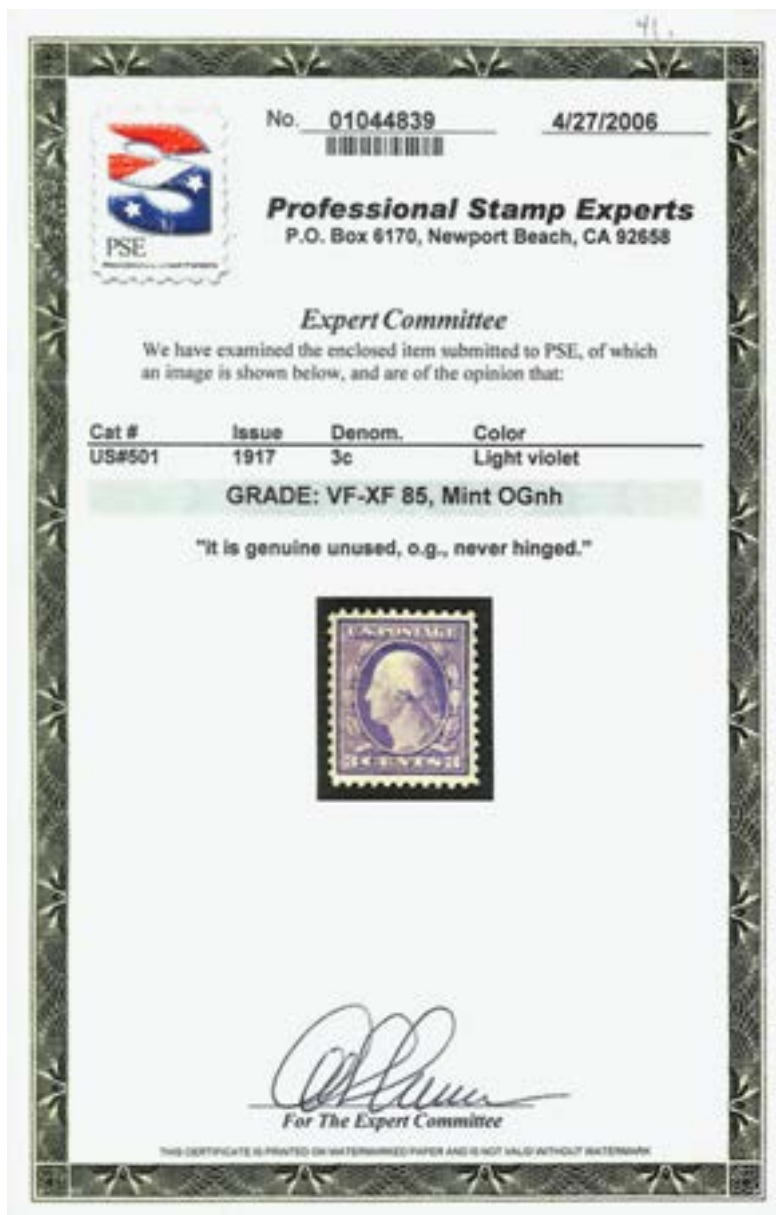 41.
No. 01044839 4/27/2006
PSE
Professional Stamp Experts
P.O. Box 6170, Newport Beach, CA 92658
Expert Committee
We have examined the enclosed item submitted to PSE, of which
an image is shown below, and are of the opinion that:
Cat # Issue Denom. Color
US#501 1917 3c Light violet
GRADE: VF-XF 85, Mint OGnh
"it is genuine unused, o.g., never hinged."
U.S. POSTAGE
3 CENTS 3
For The Expert Committee
THIS CERTIFICATE IS PRINTED ON WATERMARKED PAPER AND IS NOT VALID WITHOUT WATERMARK